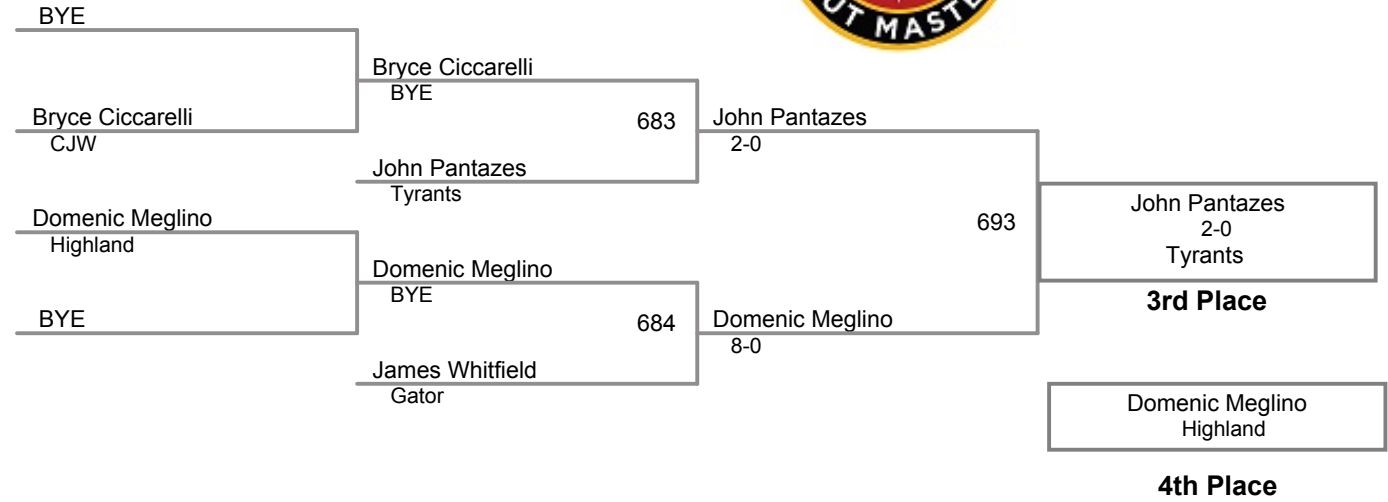 UT MASTE
BYE
Bryce Ciccarelli
CJW
Domenic Meglino
Highland
BYE
Bryce Ciccarelli
BYE
683
John Pantazes
Tyrants
Domenic Meglino
BYE
684
James Whitfield
Gator
John Pantazes
2-0
693
Domenic Meglino
8-0
John Pantazes
2-0
Tyrants
3rd Place
Domenic Meglino
Highland
4th Place